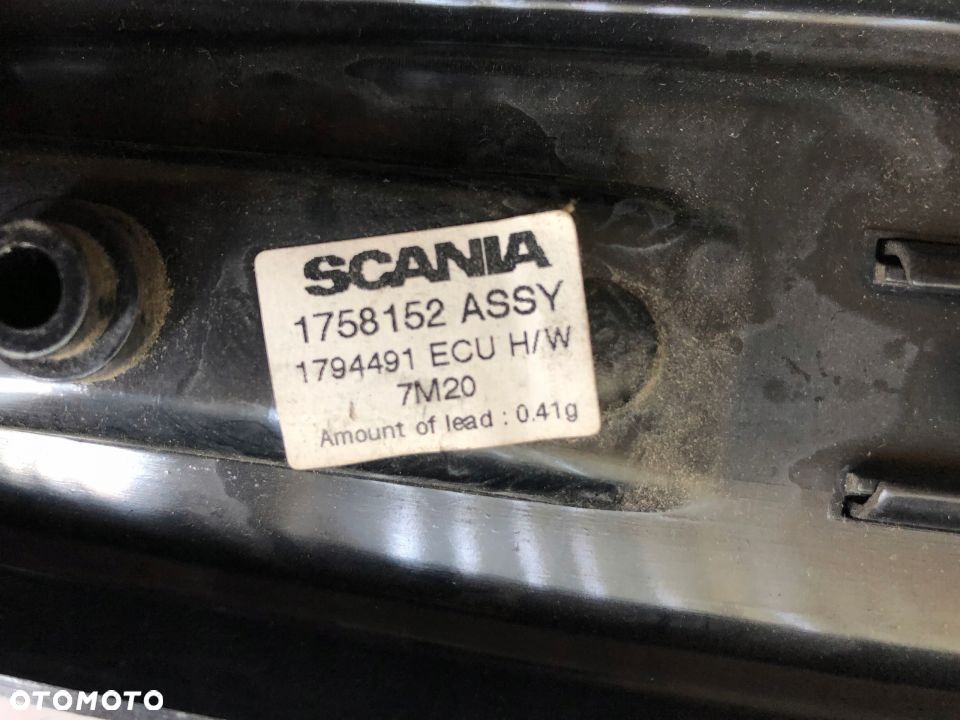 SCANIA
1758152 ASSY
1794491 ECU H/W
7M20
Amount of lead : 0.41g
OTOMOTO